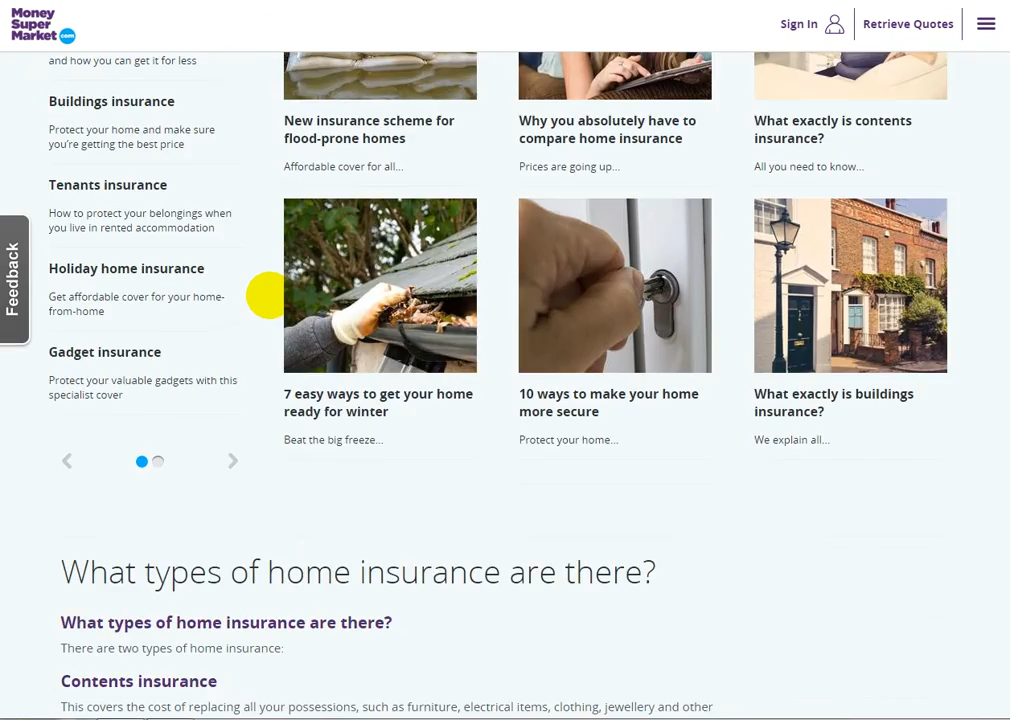 Money
Super
Market com
Sign In
Retrieve Quotes
Feedback
and how you can get it for less
Buildings insurance
Protect your home and make sure
you're getting the best price
Tenants insurance
How to protect your belongings when
you live in rented accommodation
Holiday home insurance
Get affordable cover for your home-
from-home
Gadget insurance
Protect your valuable gadgets with this
specialist cover
New insurance scheme for
flood-prone homes
Affordable cover for all...
Why you absolutely have to
compare home insurance
Prices are going up...
What exactly is contents
insurance?
All you need to know...
7 easy ways to get your home
ready for winter
Beat the big freeze...
10 ways to make your home
more secure
Protect your home...
What exactly is buildings
insurance?
We explain all...
What types of home insurance are there?
What types of home insurance are there?
There are two types of home insurance:
Contents insurance
This covers the cost of replacing all your possessions, such as furniture, electrical items, clothing, jewellery and other